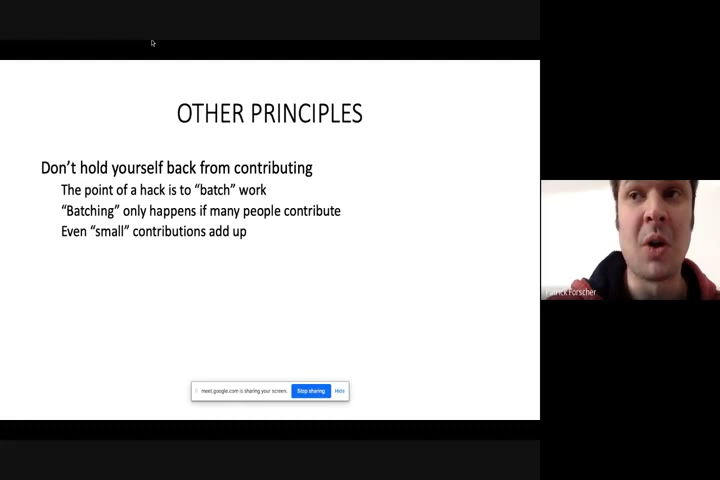 OTHER PRINCIPLES
Don't hold yourself back from contributing
The point of a hack is to “batch” work
“Batching” only happens if many people contribute
Even “small” contributions add up
meet.google.com is sharing your screen.
Stop sharing
Hide
Patrick Forscher